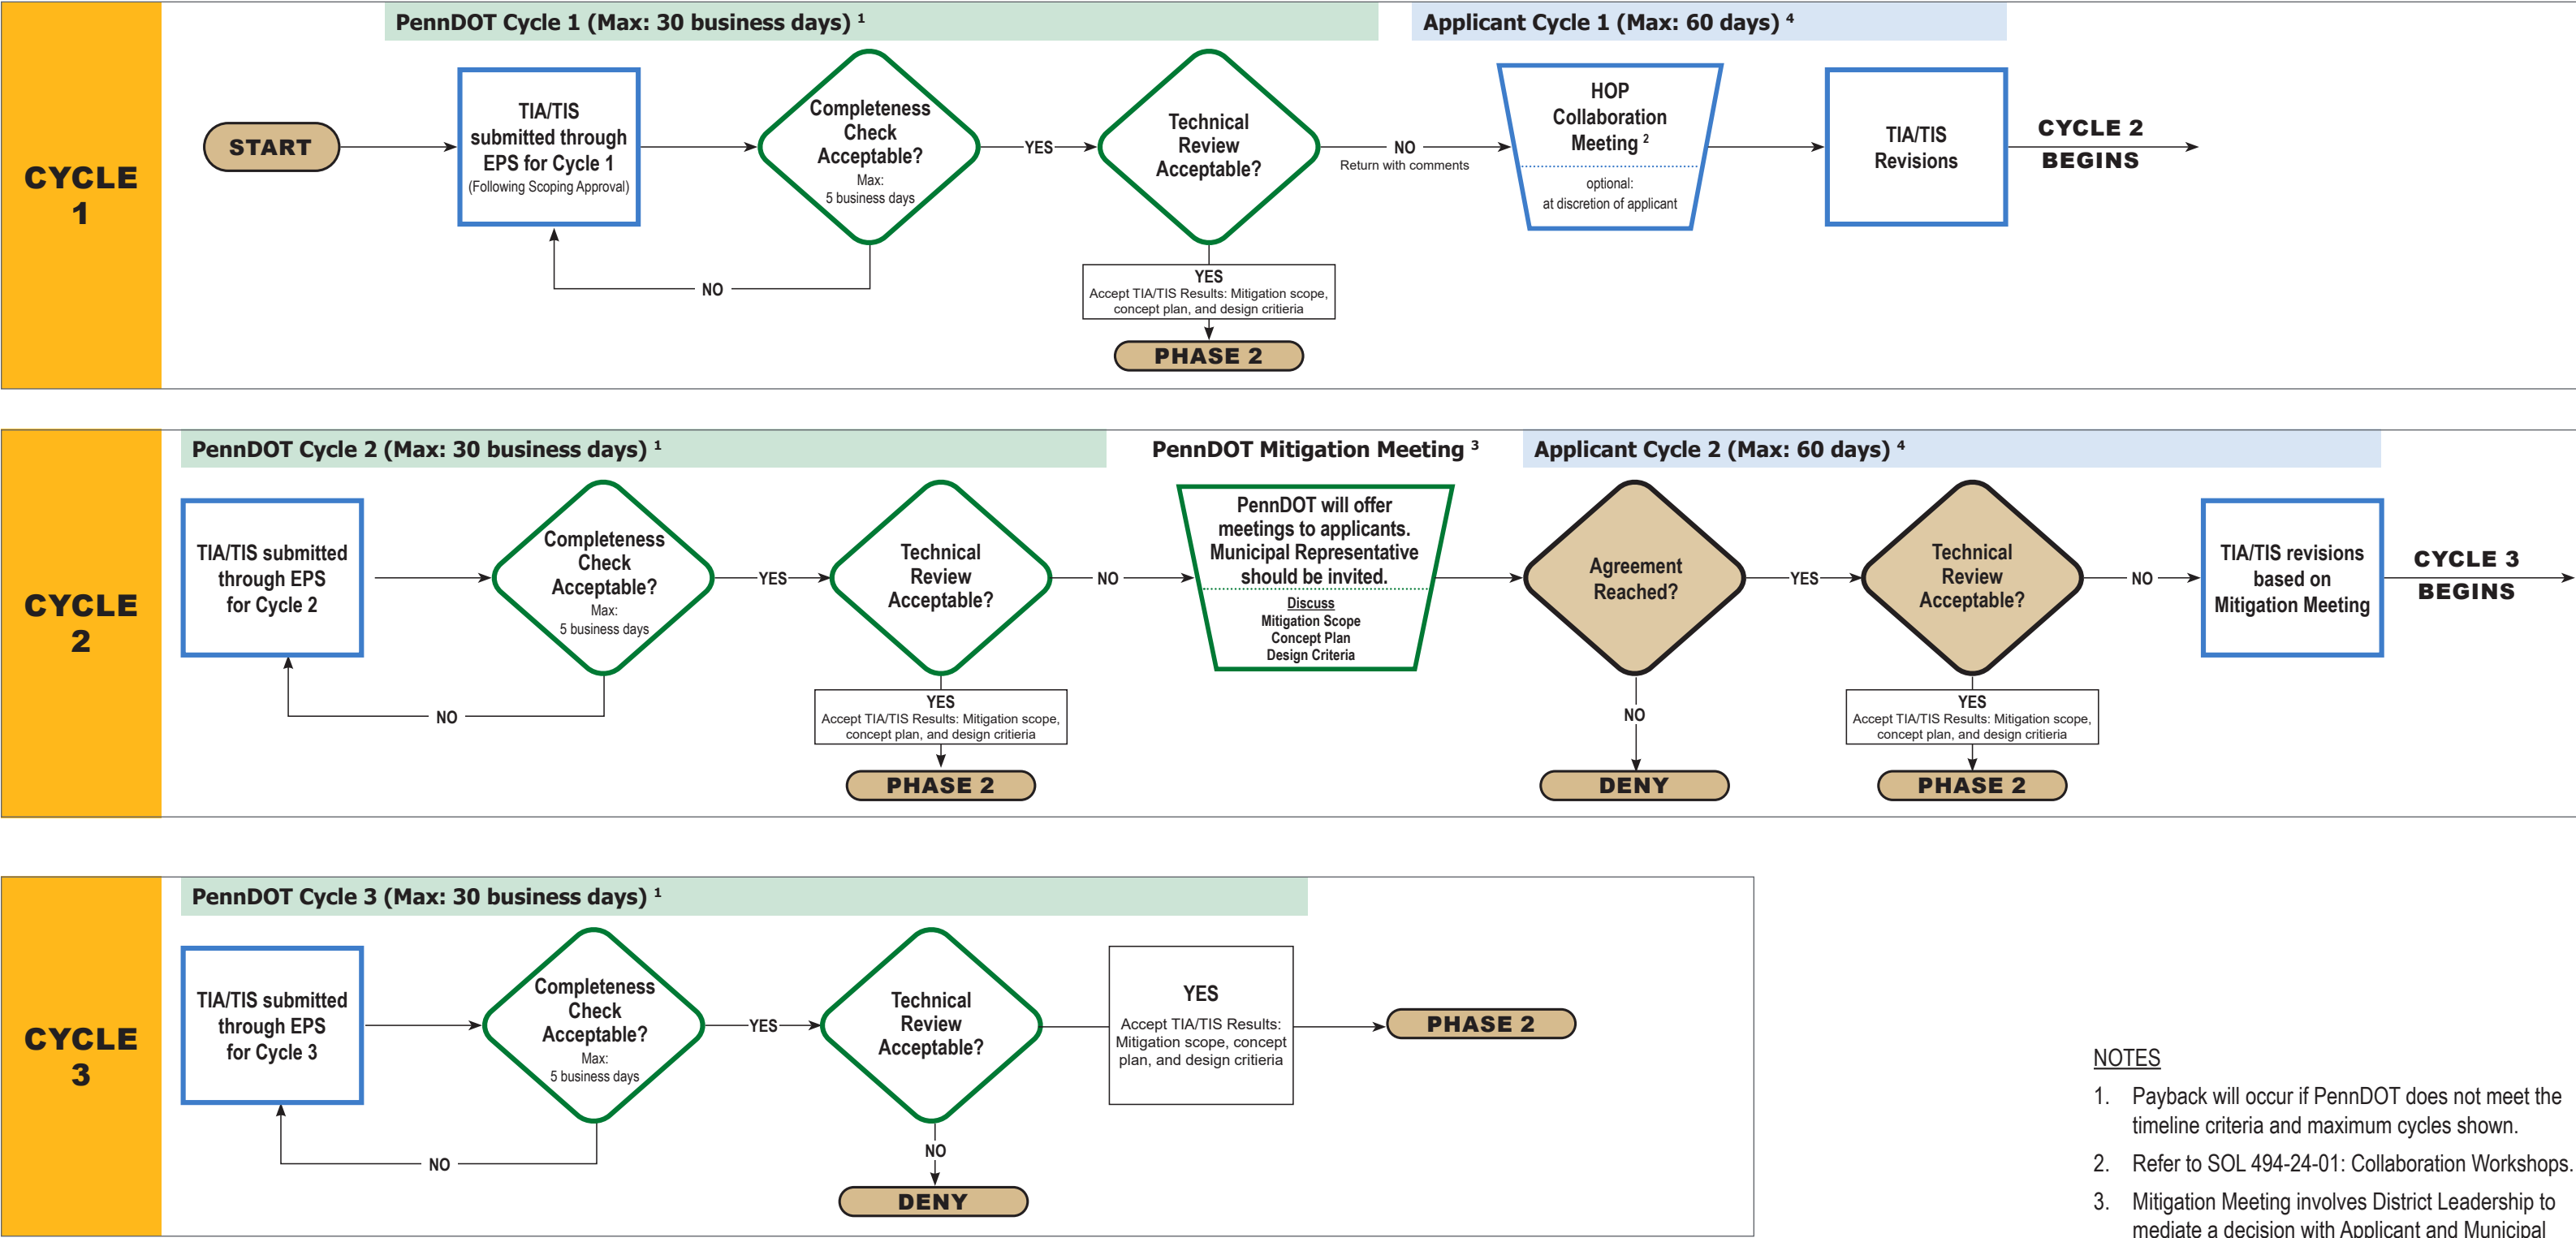 CYCLE
1
PennDOT Cycle 1 (Max: 30 business days) 1
Applicant Cycle 1 (Max: 60 days) 4
START
TIA/TIS
submitted through
EPS for Cycle 1
(Following Scoping Approval)
Completeness
Check
Acceptable?
Max:
5 business days
NO
YES
Technical
Review
Acceptable?
YES
Accept TIA/TIS Results: Mitigation scope,
concept plan, and design critieria
PHASE 2
NO
Return with comments
HOP
Collaboration
Meeting 2
optional:
at discretion of applicant
TIA/TIS
Revisions
CYCLE 2
BEGINS
CYCLE
2
PennDOT Cycle 2 (Max: 30 business days) 1
PennDOT Mitigation Meeting 3
Applicant Cycle 2 (Max: 60 days) 4
TIA/TIS submitted
through EPS
for Cycle 2
Completeness
Check
Acceptable?
Max:
5 business days
NO
YES
Technical
Review
Acceptable?
YES
Accept TIA/TIS Results: Mitigation scope,
concept plan, and design critieria
PHASE 2
NO
PennDOT will offer
meetings to applicants.
Municipal Representative
should be invited.
Discuss
Mitigation Scope
Concept Plan
Design Criteria
Agreement
Reached?
NO
DENY
YES
Technical
Review
Acceptable?
YES
Accept TIA/TIS Results: Mitigation scope,
concept plan, and design critieria
PHASE 2
NO
TIA/TIS revisions
based on
Mitigation Meeting
CYCLE 3
BEGINS
CYCLE
3
PennDOT Cycle 3 (Max: 30 business days) 1
TIA/TIS submitted
through EPS
for Cycle 3
Completeness
Check
Acceptable?
Max:
5 business days
NO
YES
Technical
Review
Acceptable?
NO
DENY
YES
Accept TIA/TIS Results:
Mitigation scope, concept
plan, and design critieria
PHASE 2
NOTES
1. Payback will occur if PennDOT does not meet the
timeline criteria and maximum cycles shown.
2. Refer to SOL 494-24-01: Collaboration Workshops.
3. Mitigation Meeting involves District Leadership to
mediate a decision with Applicant and Municipal